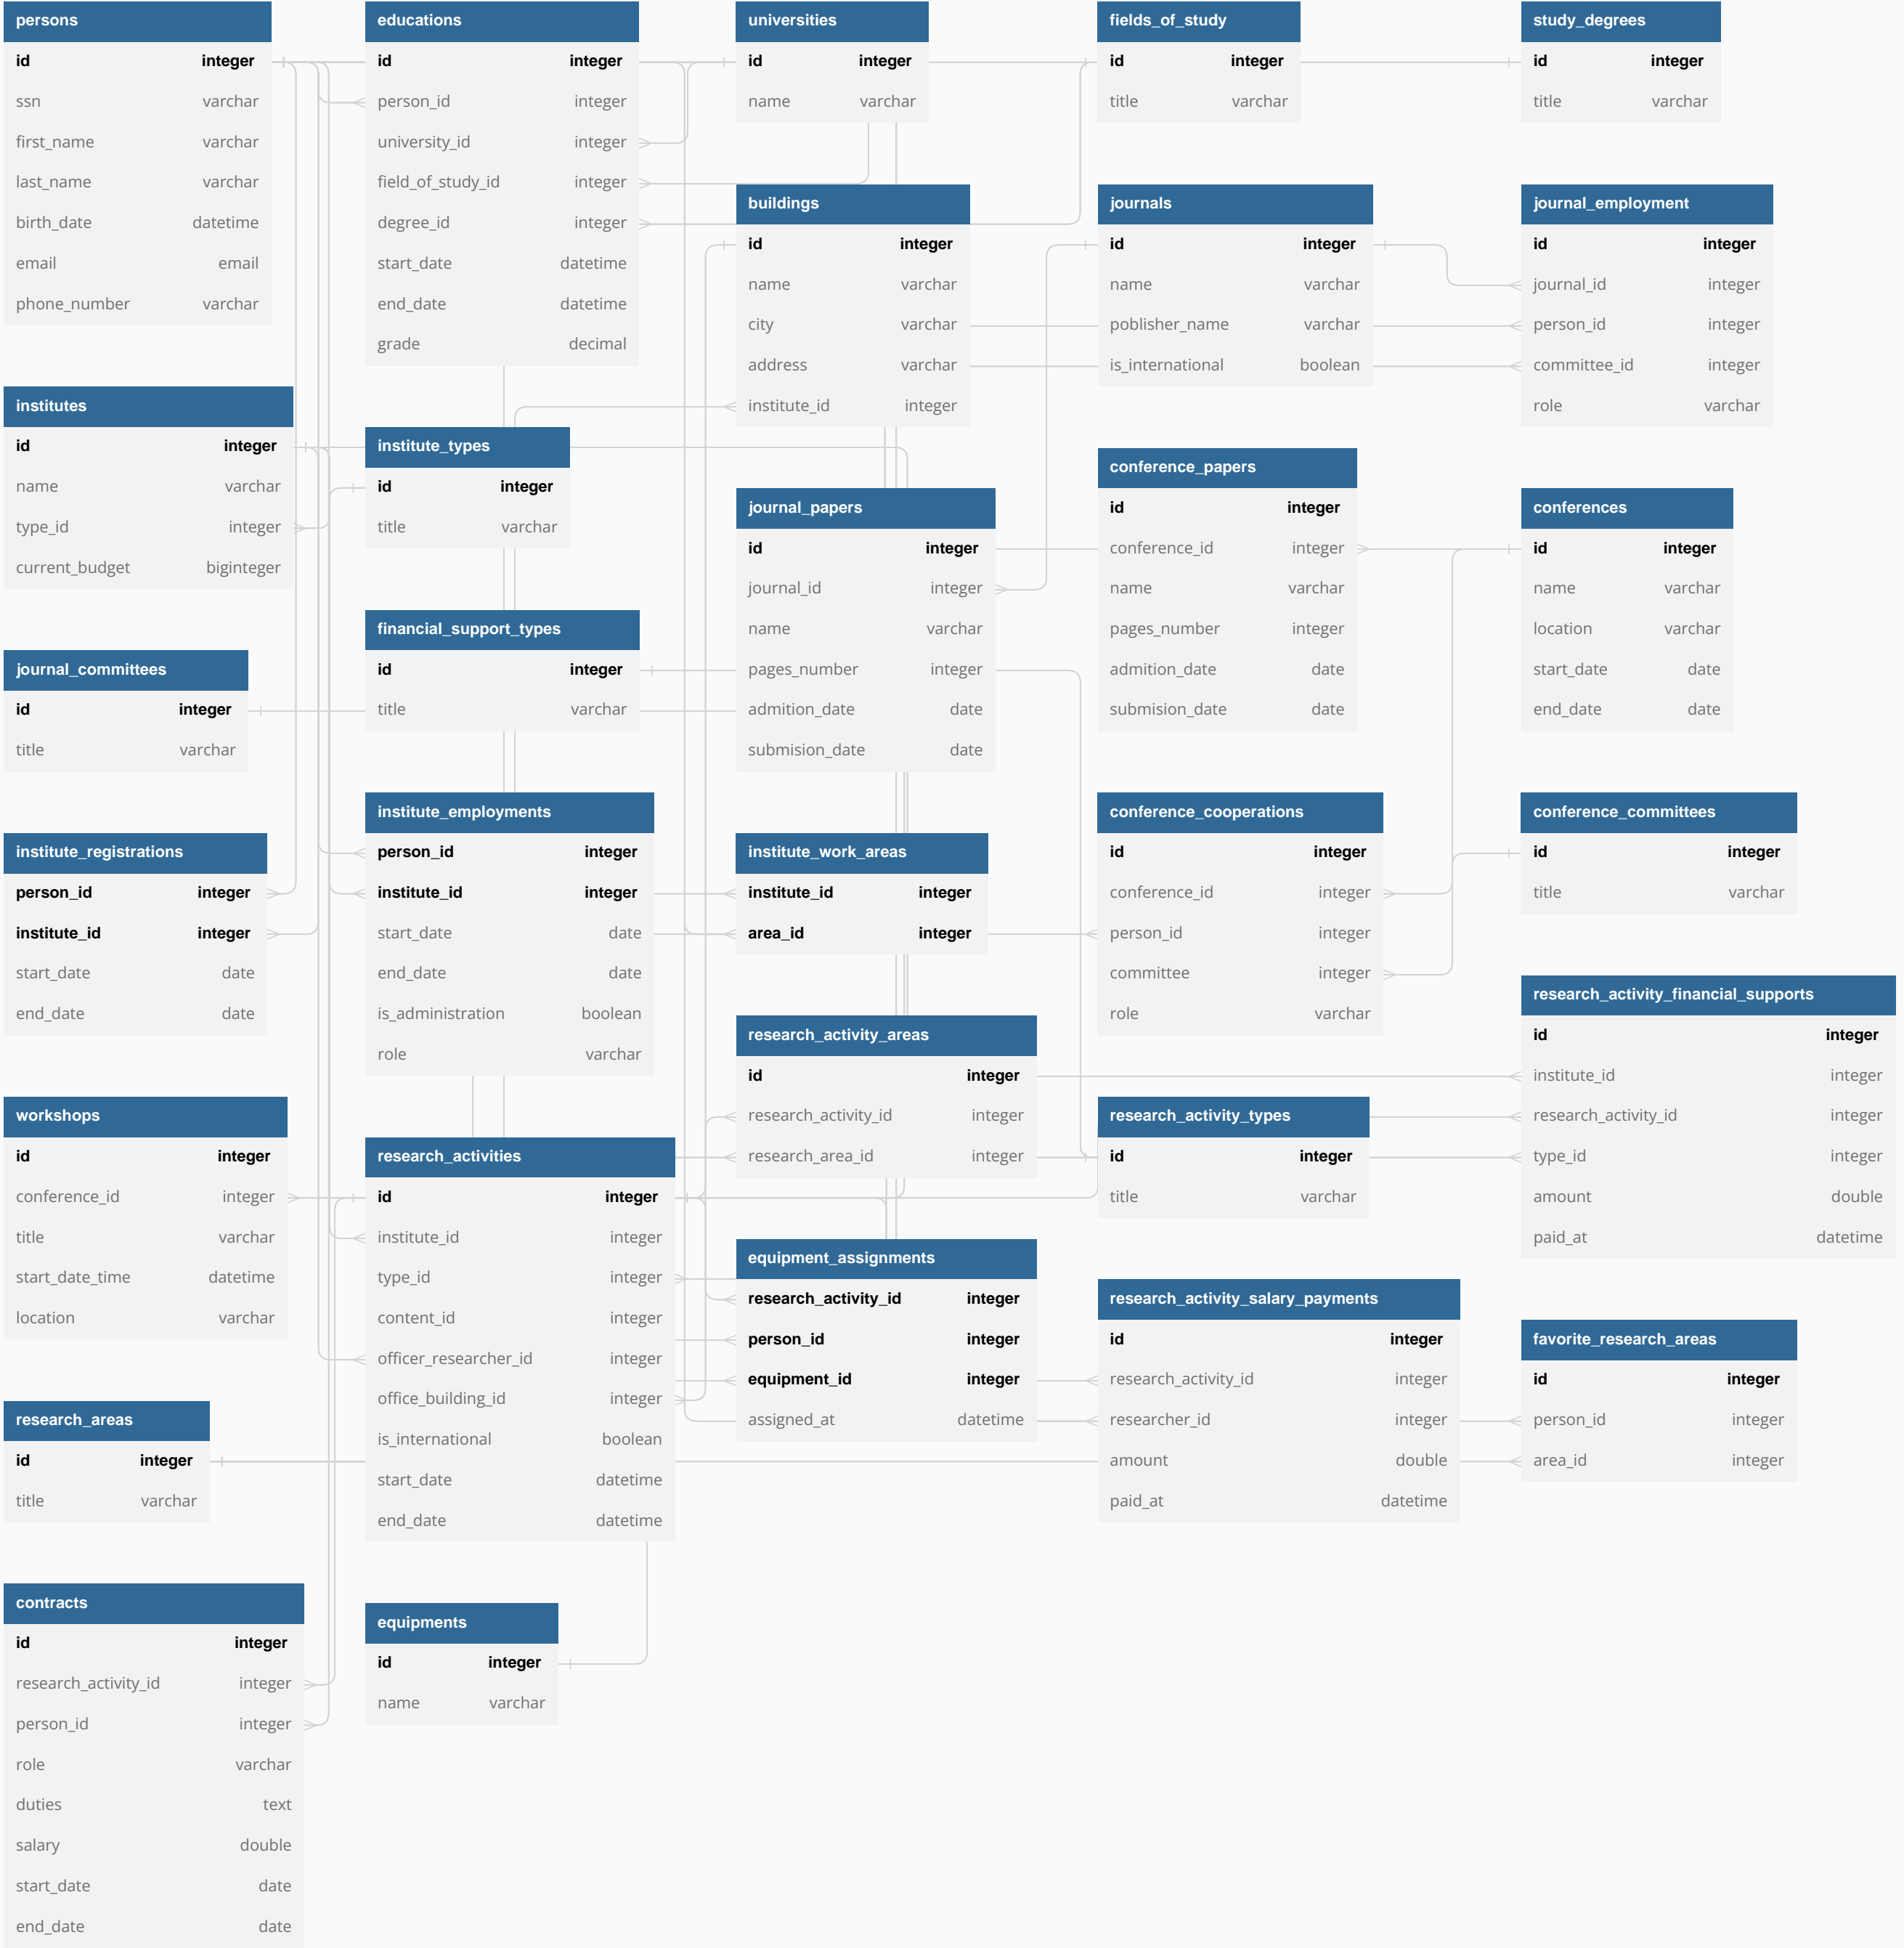 persons
id integer
ssn varchar
first_name varchar
last_name varchar
birth_date datetime
email email
phone_number varchar
educations
id integer
person_id integer
university_id integer
field_of_study_id integer
degree_id integer
start_date datetime
end_date datetime
grade decimal
universities
id integer
name varchar
fields_of_study
id integer
title varchar
study_degrees
id integer
title varchar
buildings
id integer
name varchar
city varchar
address varchar
institute_id integer
journals
id integer
name varchar
poblisher_name varchar
is_international boolean
journal_employment
id integer
journal_id integer
person_id integer
committee_id integer
role varchar
institutes
id integer
name varchar
type_id integer
current_budget biginteger
institute_types
id integer
title varchar
journal_papers
id integer
journal_id integer
name varchar
pages_number integer
admition_date date
submision_date date
conference_papers
id integer
conference_id integer
name varchar
pages_number integer
admition_date date
submision_date date
conferences
id integer
name varchar
location varchar
start_date date
end_date date
financial_support_types
id integer
title varchar
journal_committees
id integer
title varchar
institute_registrations
person_id integer
institute_id integer
start_date date
end_date date
institute_employments
person_id integer
institute_id integer
start_date date
end_date date
is_administration boolean
role varchar
institute_work_areas
institute_id integer
area_id integer
conference_cooperations
id integer
conference_id integer
person_id integer
committee integer
role varchar
conference_committees
id integer
title varchar
research_activity_financial_supports
id integer
institute_id integer
research_activity_id integer
type_id integer
amount double
paid_at datetime
research_activity_areas
id integer
research_activity_id integer
research_area_id integer
research_activity_types
id integer
title varchar
workshops
id integer
conference_id integer
title varchar
start_date_time datetime
location varchar
research_activities
id integer
institute_id integer
type_id integer
content_id integer
officer_researcher_id integer
office_building_id integer
is_international boolean
start_date datetime
end_date datetime
equipment_assignments
research_activity_id integer
person_id integer
equipment_id integer
assigned_at datetime
research_activity_salary_payments
id integer
research_activity_id integer
researcher_id integer
amount double
paid_at datetime
favorite_research_areas
id integer
person_id integer
area_id integer
research_areas
id integer
title varchar
contracts
id integer
research_activity_id integer
person_id integer
role varchar
duties text
salary double
start_date date
end_date date
equipments
id integer
name varchar